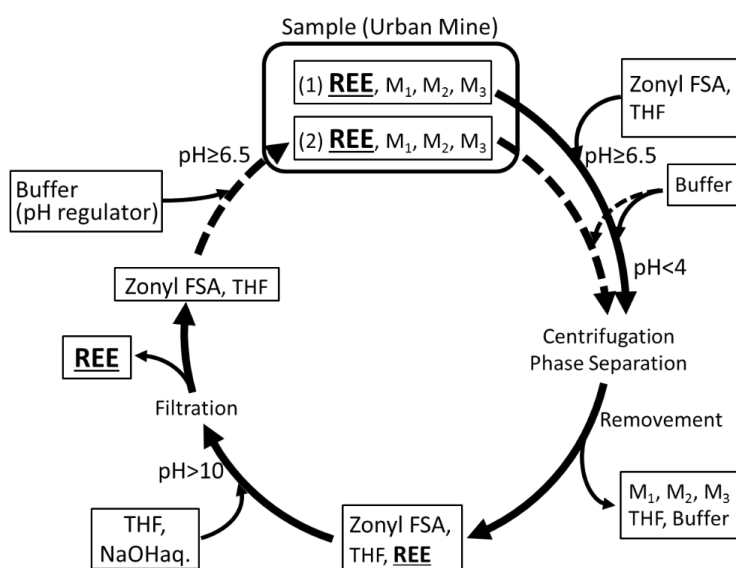 Sample (Urban Mine)
(1) REE, M₁, M₂, M₃
(2) REE, M₁, M₂, M₃
Zonyl FSA,
THF
pH≥6.5
Buffer
pH<4
Centrifugation
Phase Separation
Removement
M₁, M₂, M₃
THF, Buffer
Zonyl FSA,
THF, REE
THF,
NaOHaq.
pH>10
Filtration
REE
Zonyl FSA, THF
Buffer
(pH regulator)
pH≥6.5